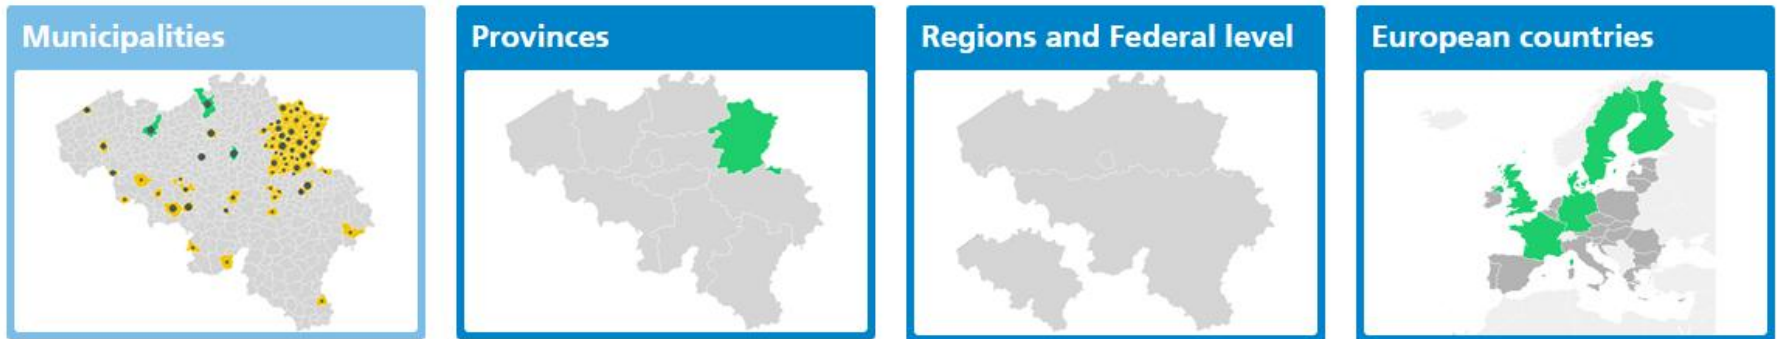 Municipalities
Provinces
Regions and Federal level
European countries